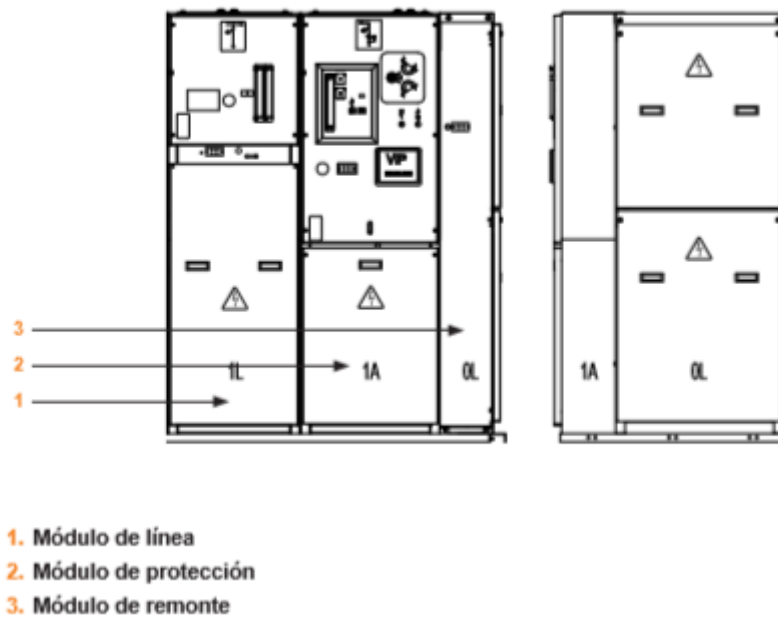 VIP
3
2
1
1L
1A
0L
1A
0L
1. Módulo de línea
2. Módulo de protección
3. Módulo de remonte